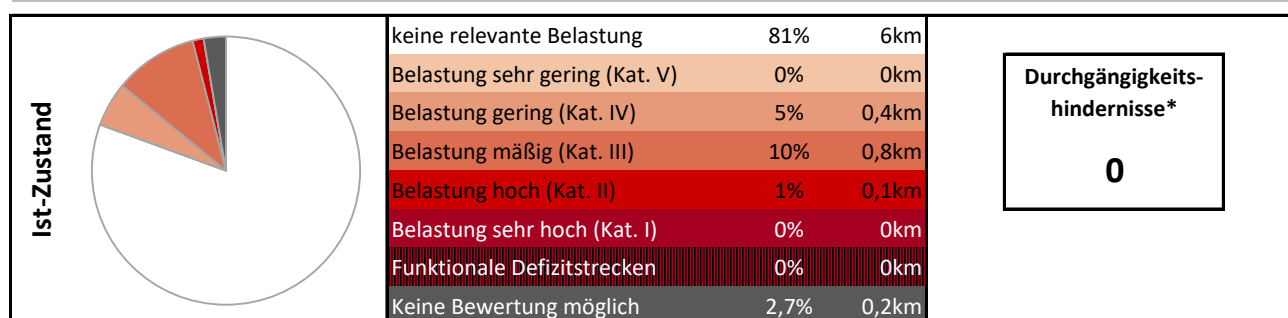 Ist-Zustand
keine relevante Belastung 81% 6km
Belastung sehr gering (Kat. V) 0% 0km
Belastung gering (Kat. IV) 5% 0,4km
Belastung mäßig (Kat. III) 10% 0,8km
Belastung hoch (Kat. II) 1% 0,1km
Belastung sehr hoch (Kat. I) 0% 0km
Funktionale Defizitstrecken 0% 0km
Keine Bewertung möglich 2,7% 0,2km
Durchgängigkeits-
hindernisse*
0